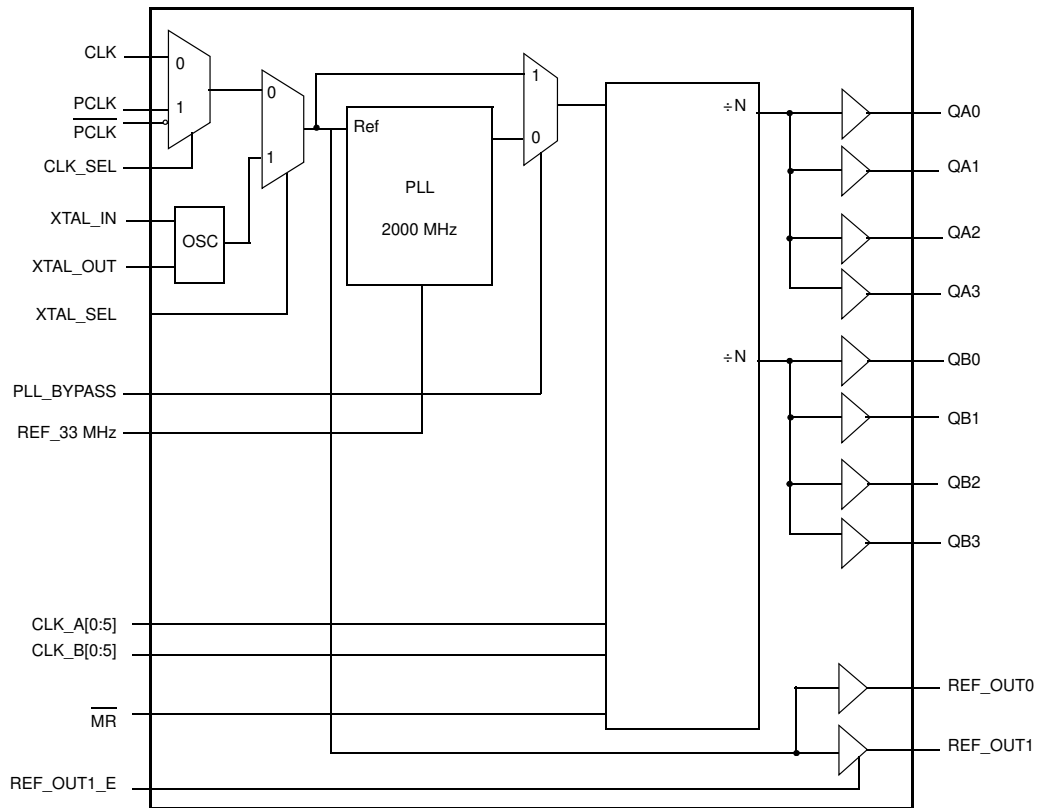 CLK
0
PCLK
1
PCLK
CLK_SEL
0
1
XTAL_IN
OSC
XTAL_OUT
XTAL_SEL
Ref
PLL
2000 MHz
1
0
PLL_BYPASS
REF_33 MHz
÷N
QA0
QA1
QA2
QA3
÷N
QB0
QB1
QB2
QB3
CLK_A[0:5]
CLK_B[0:5]
MR
REF_OUT0
REF_OUT1
REF_OUT1_E